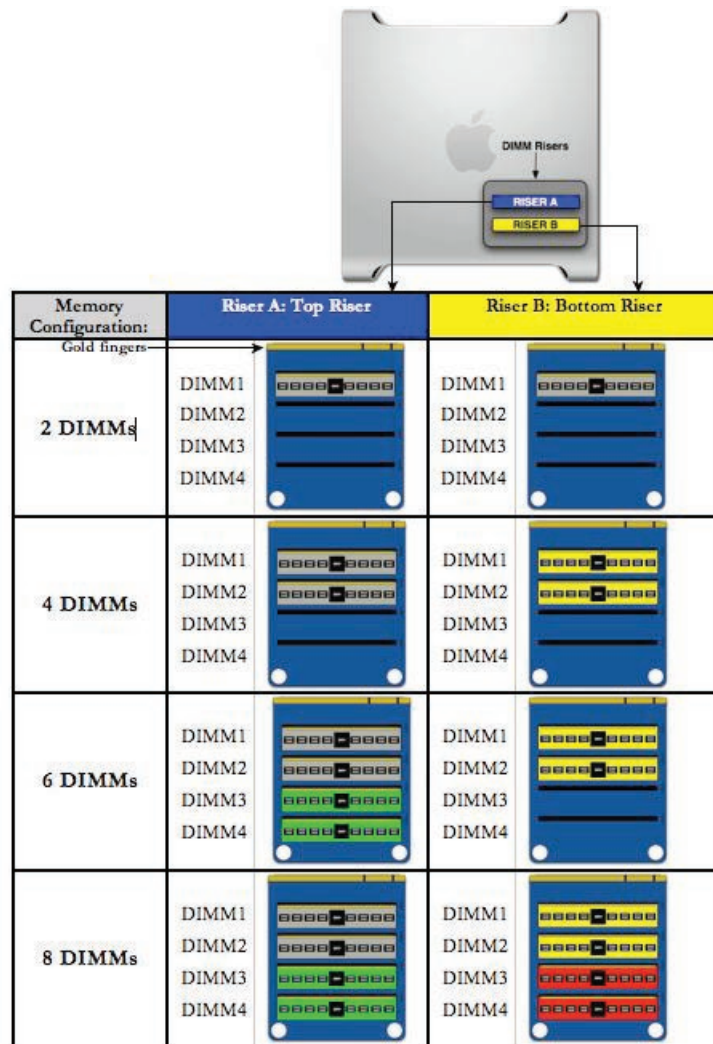 DIMM Risers
RISER A
RISER B
Memory
Configuration:
Riser A: Top Riser
Riser B: Bottom Riser
Gold fingers
2 DIMMs
DIMM1
DIMM2
DIMM3
DIMM4
DIMM1
DIMM2
DIMM3
DIMM4
4 DIMMs
DIMM1
DIMM2
DIMM3
DIMM4
DIMM1
DIMM2
DIMM3
DIMM4
6 DIMMs
DIMM1
DIMM2
DIMM3
DIMM4
DIMM1
DIMM2
DIMM3
DIMM4
8 DIMMs
DIMM1
DIMM2
DIMM3
DIMM4
DIMM1
DIMM2
DIMM3
DIMM4